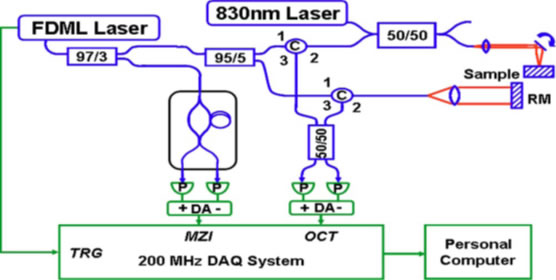 FDML Laser
830nm Laser
97/3
95/5
50/50
1
C
2
3
Sample
1
C
3
2
RM
50/50
P
P
P
P
+ DA -
+ DA -
TRG
MZI
OCT
200 MHz DAQ System
Personal
Computer